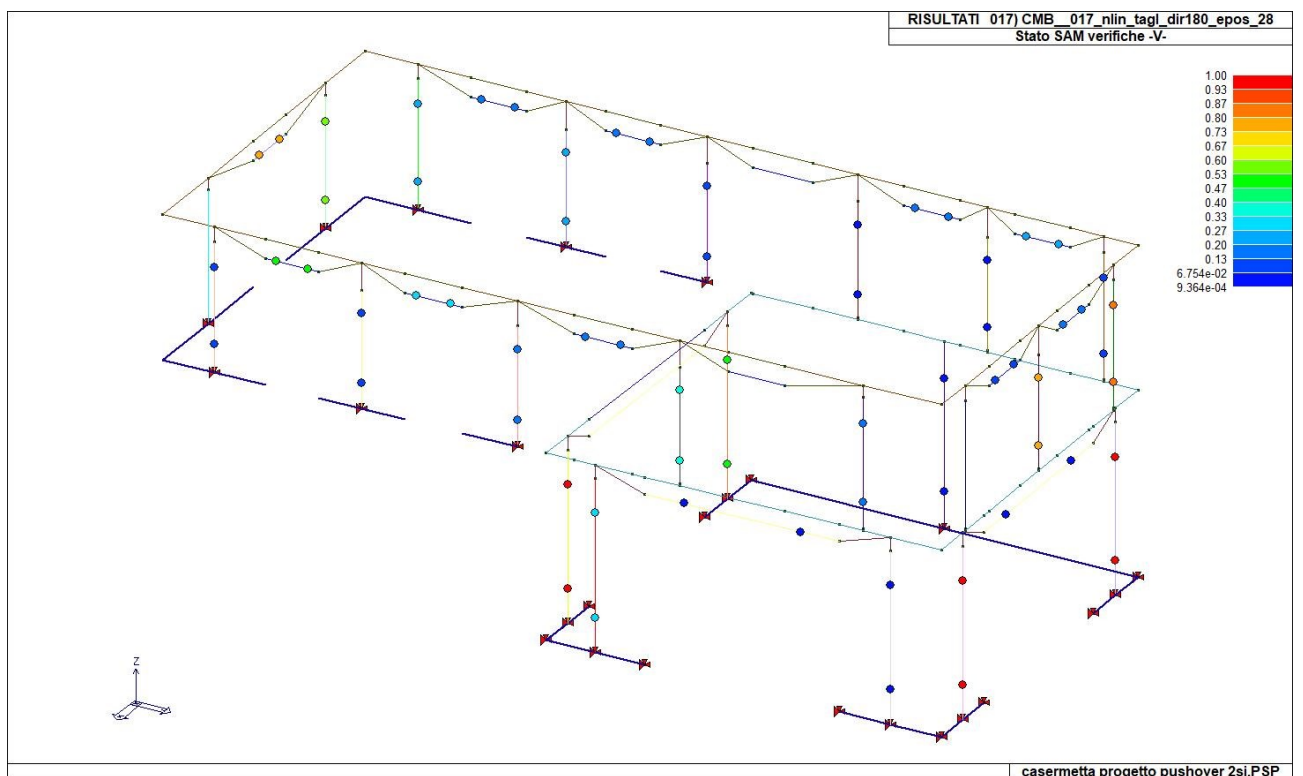 RISULTATI 017) CMB__017_nlin_tagl_dir180_epos_28
Stato SAM verifiche -V-
1.00
0.93
0.87
0.80
0.73
0.67
0.60
0.53
0.47
0.40
0.33
0.27
0.20
0.13
6.754e-02
9.364e-04
Z
casermetta progetto pushover 2si.PSP